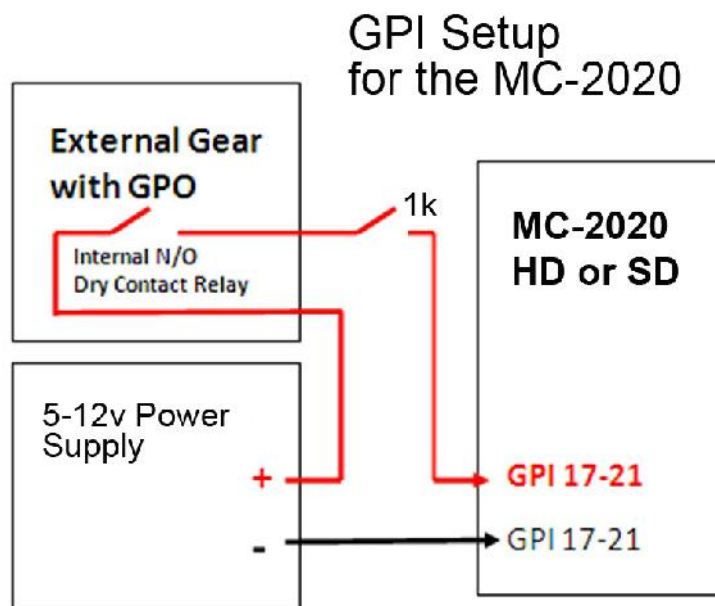 GPI Setup
for the MC-2020
External Gear
with GPO
Internal N/O
Dry Contact Relay
1k
MC-2020
HD or SD
5-12v Power
Supply
+
-
GPI 17-21
GPI 17-21